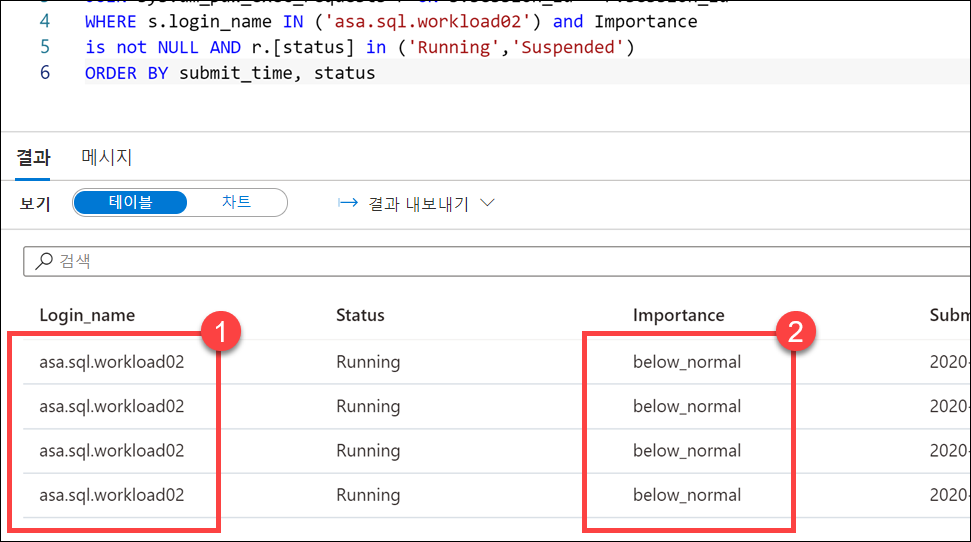 4 WHERE s.login_name IN ('asa.sql.workload02') and Importance
5 is not NULL AND r.[status] in ('Running','Suspended')
6 ORDER BY submit_time, status
결과 메시지
보기 테이블 차트 결과 내보내기
검색
Login_name Status Importance Subm
1 2
asa.sql.workload02 Running below_normal 2020-
asa.sql.workload02 Running below_normal 2020-
asa.sql.workload02 Running below_normal 2020-
asa.sql.workload02 Running below_normal 2020-